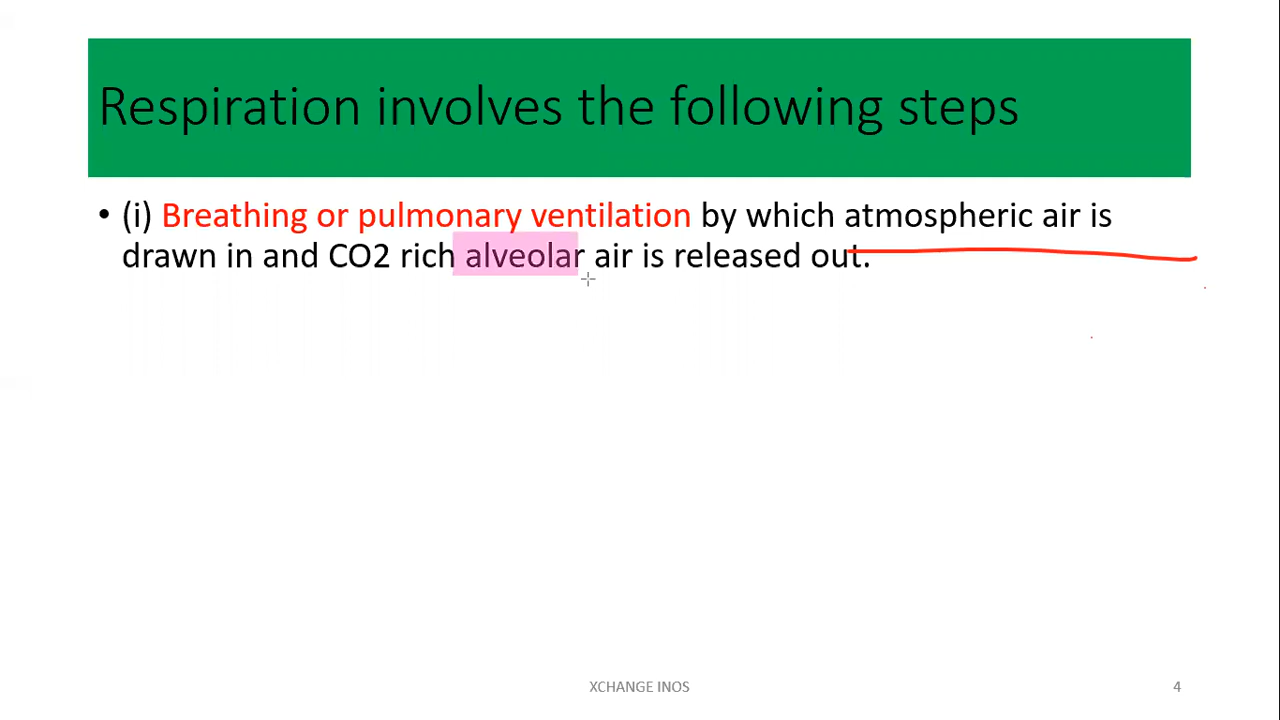 Respiration involves the following steps
• (i) Breathing or pulmonary ventilation by which atmospheric air is
drawn in and CO2 rich alveolar air is released out.
XCHANGE INOS
4